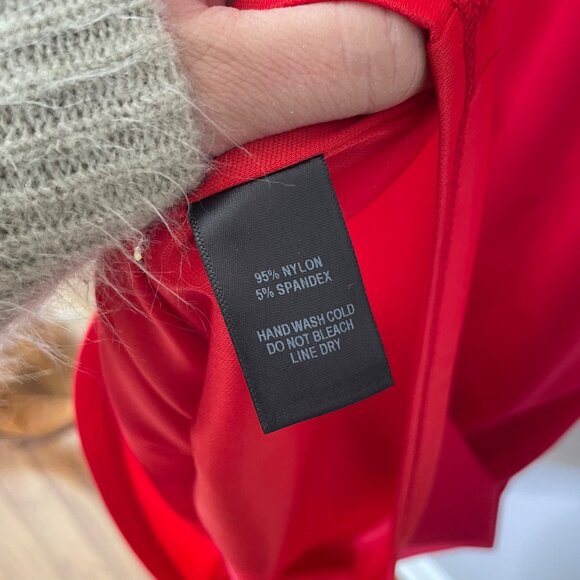 95% NYLON
5% SPANDEX
HAND WASH COLD
DO NOT BLEACH
LINE DRY